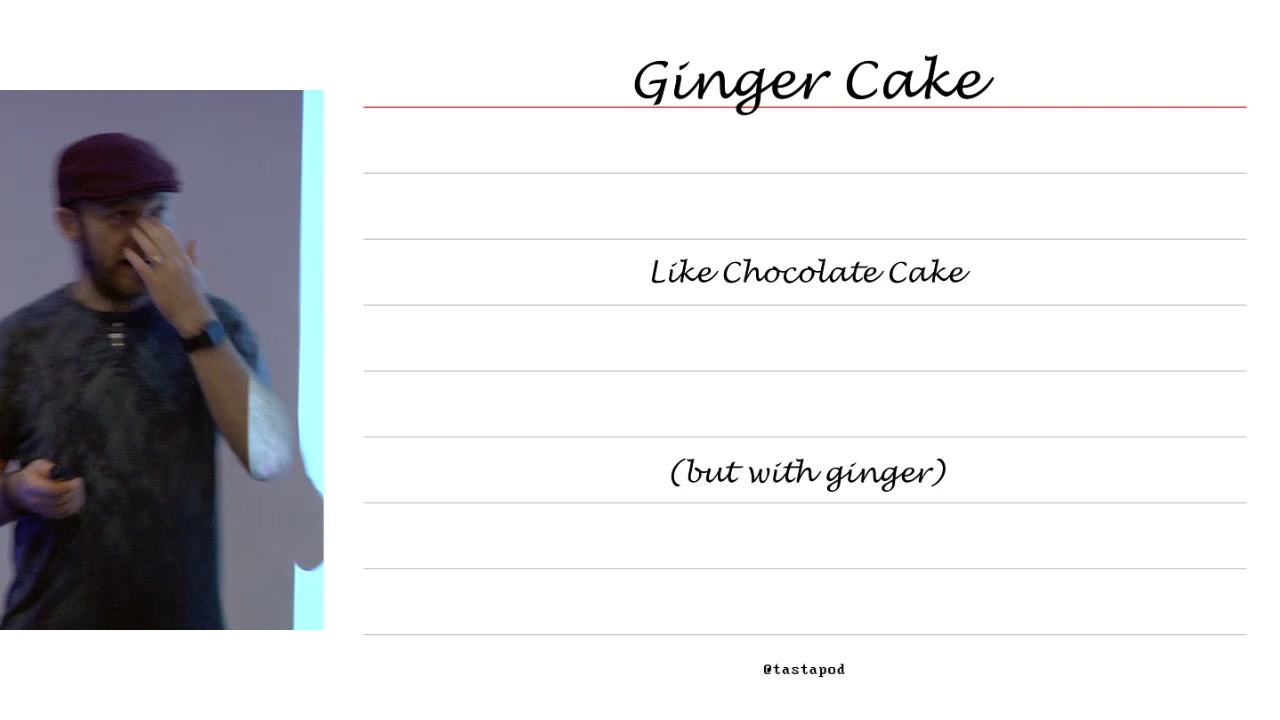 Ginger Cake
Like Chocolate Cake
(but with ginger)
@tastapod